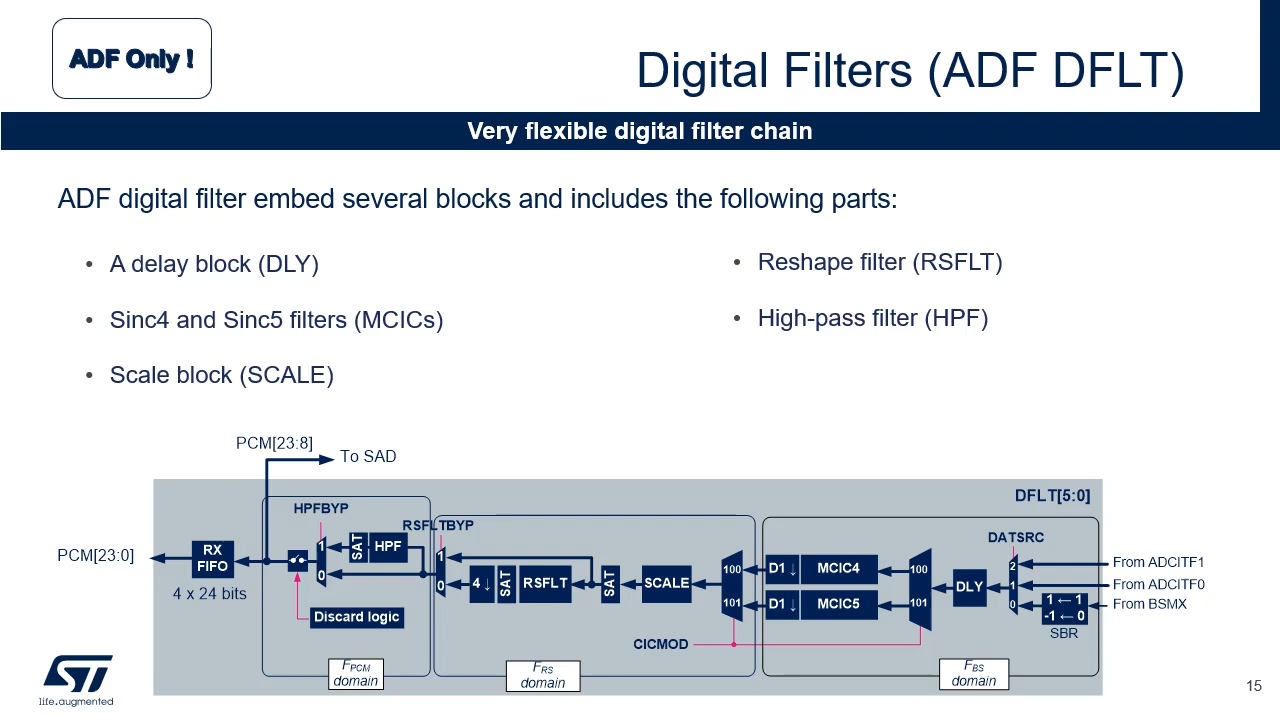 ADF Only !
Digital Filters (ADF DFLT)
Very flexible digital filter chain
ADF digital filter embed several blocks and includes the following parts:
• A delay block (DLY)
• Sinc4 and Sinc5 filters (MCICs)
• Scale block (SCALE)
• Reshape filter (RSFLT)
• High-pass filter (HPF)
PCM[23:8]
To SAD
DFLT[5:0]
HPFBYP
RSFLTBYP
DATSRC
PCM[23:0]
RX
FIFO
4 x 24 bits
1
0
SAT
HPF
Discard logic
1
0
4 ↓
SAT
RSFLT
SAT
SCALE
100
101
D1 ↓
MCIC4
D1 ↓
MCIC5
100
101
DLY
2
1
0
1 ← 1
-1 ← 0
SBR
From ADCITF1
From ADCITF0
From BSMX
CICMOD
FPCM
domain
FRS
domain
FBS
domain
ST
life.augmented
15